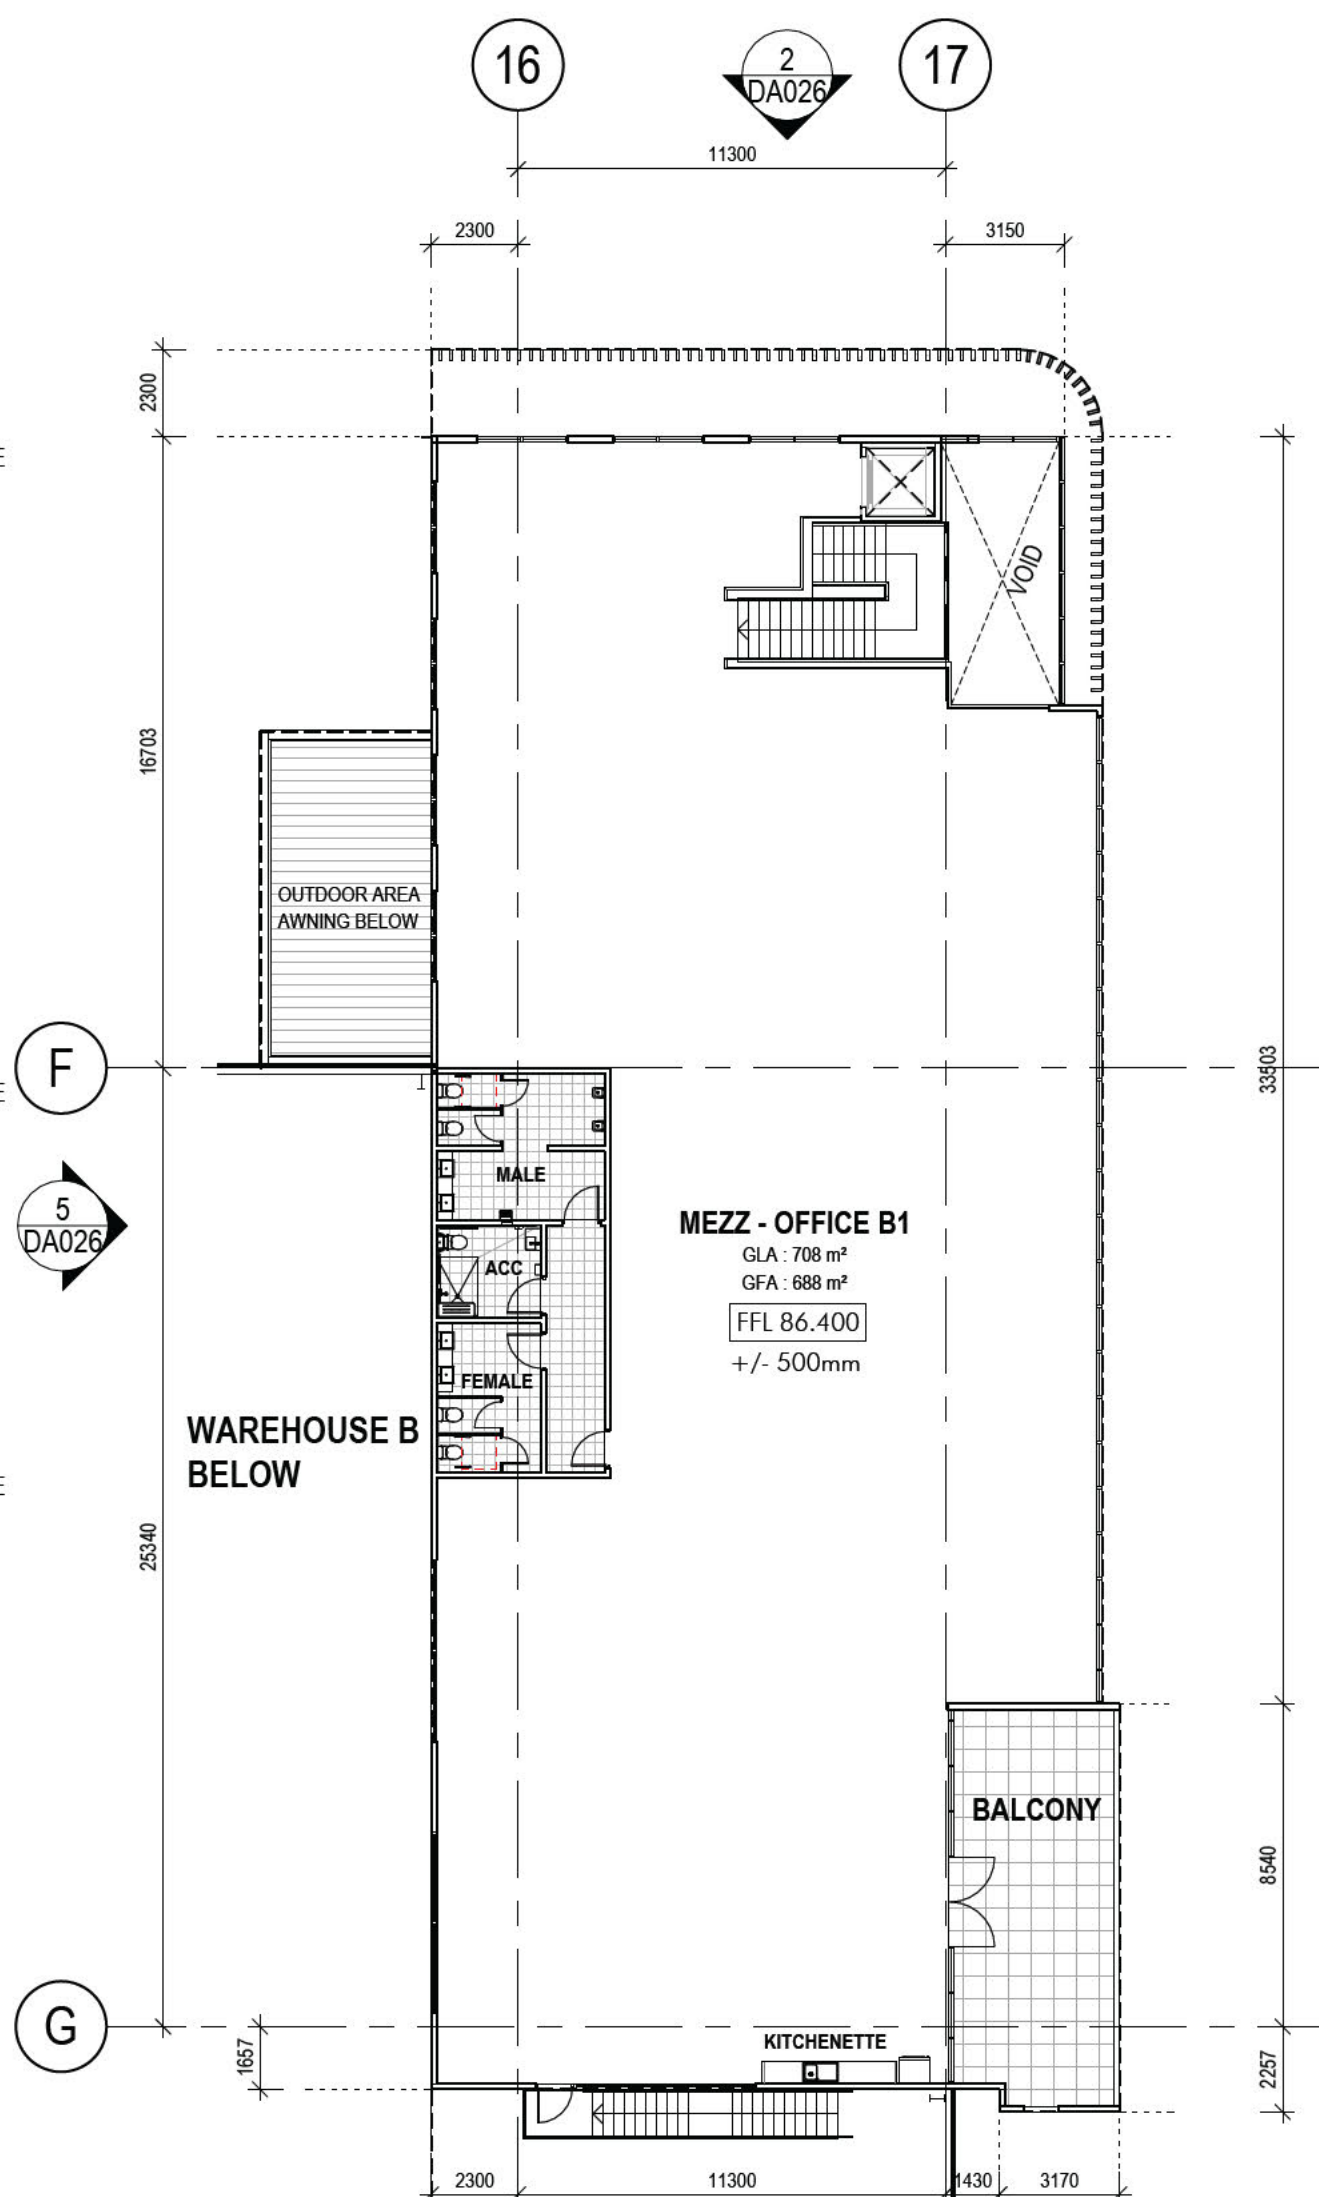 16
2
DA026
17
11300
2300
3150
2300
VOID
16703
OUTDOOR AREA
AWNING BELOW
F
33503
MALE
5
DA026
MEZZ - OFFICE B1
GLA : 708 m²
GFA : 688 m²
ACC
FFL 86.400
+/- 500mm
FEMALE
WAREHOUSE B
BELOW
25340
BALCONY
8540
G
KITCHENETTE
1657
2257
2300
11300
1430
3170